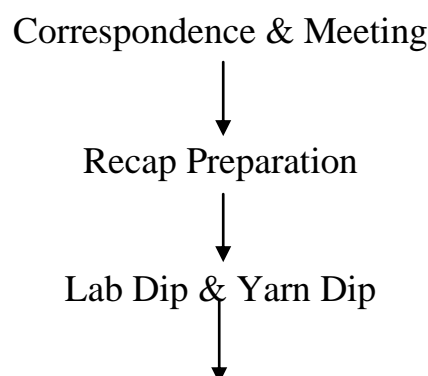 Correspondence & Meeting
Recap Preparation
Lab Dip & Yarn Dip